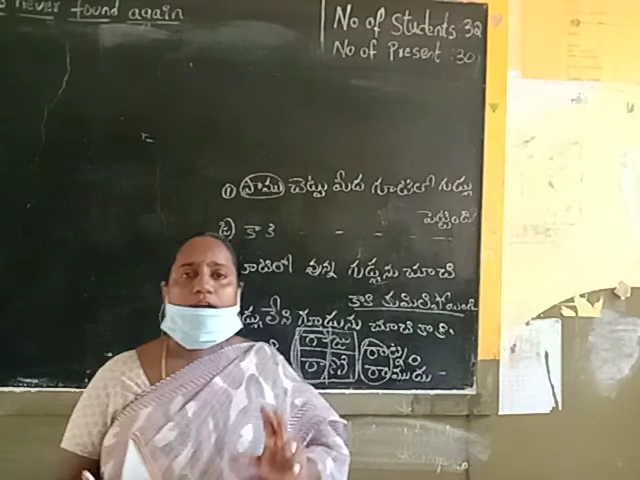 never found again
No of Students: 32
No of Present: 30
① పాము చెట్టు మీద గూటిలో గుడ్లు
పెట్టింది?
② కాకి - - - -
ఉన్న గుడ్లను చూచి
కాకి
లేని గూడును చూచి కాకి
రాజు
రాణి
రాట్నం
రాముడు